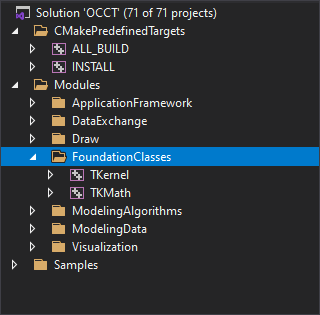 Solution 'OCCT' (71 of 71 projects)
CMakePredefinedTargets
ALL_BUILD
INSTALL
Modules
ApplicationFramework
DataExchange
Draw
FoundationClasses
TKernel
TKMath
ModelingAlgorithms
ModelingData
Visualization
Samples